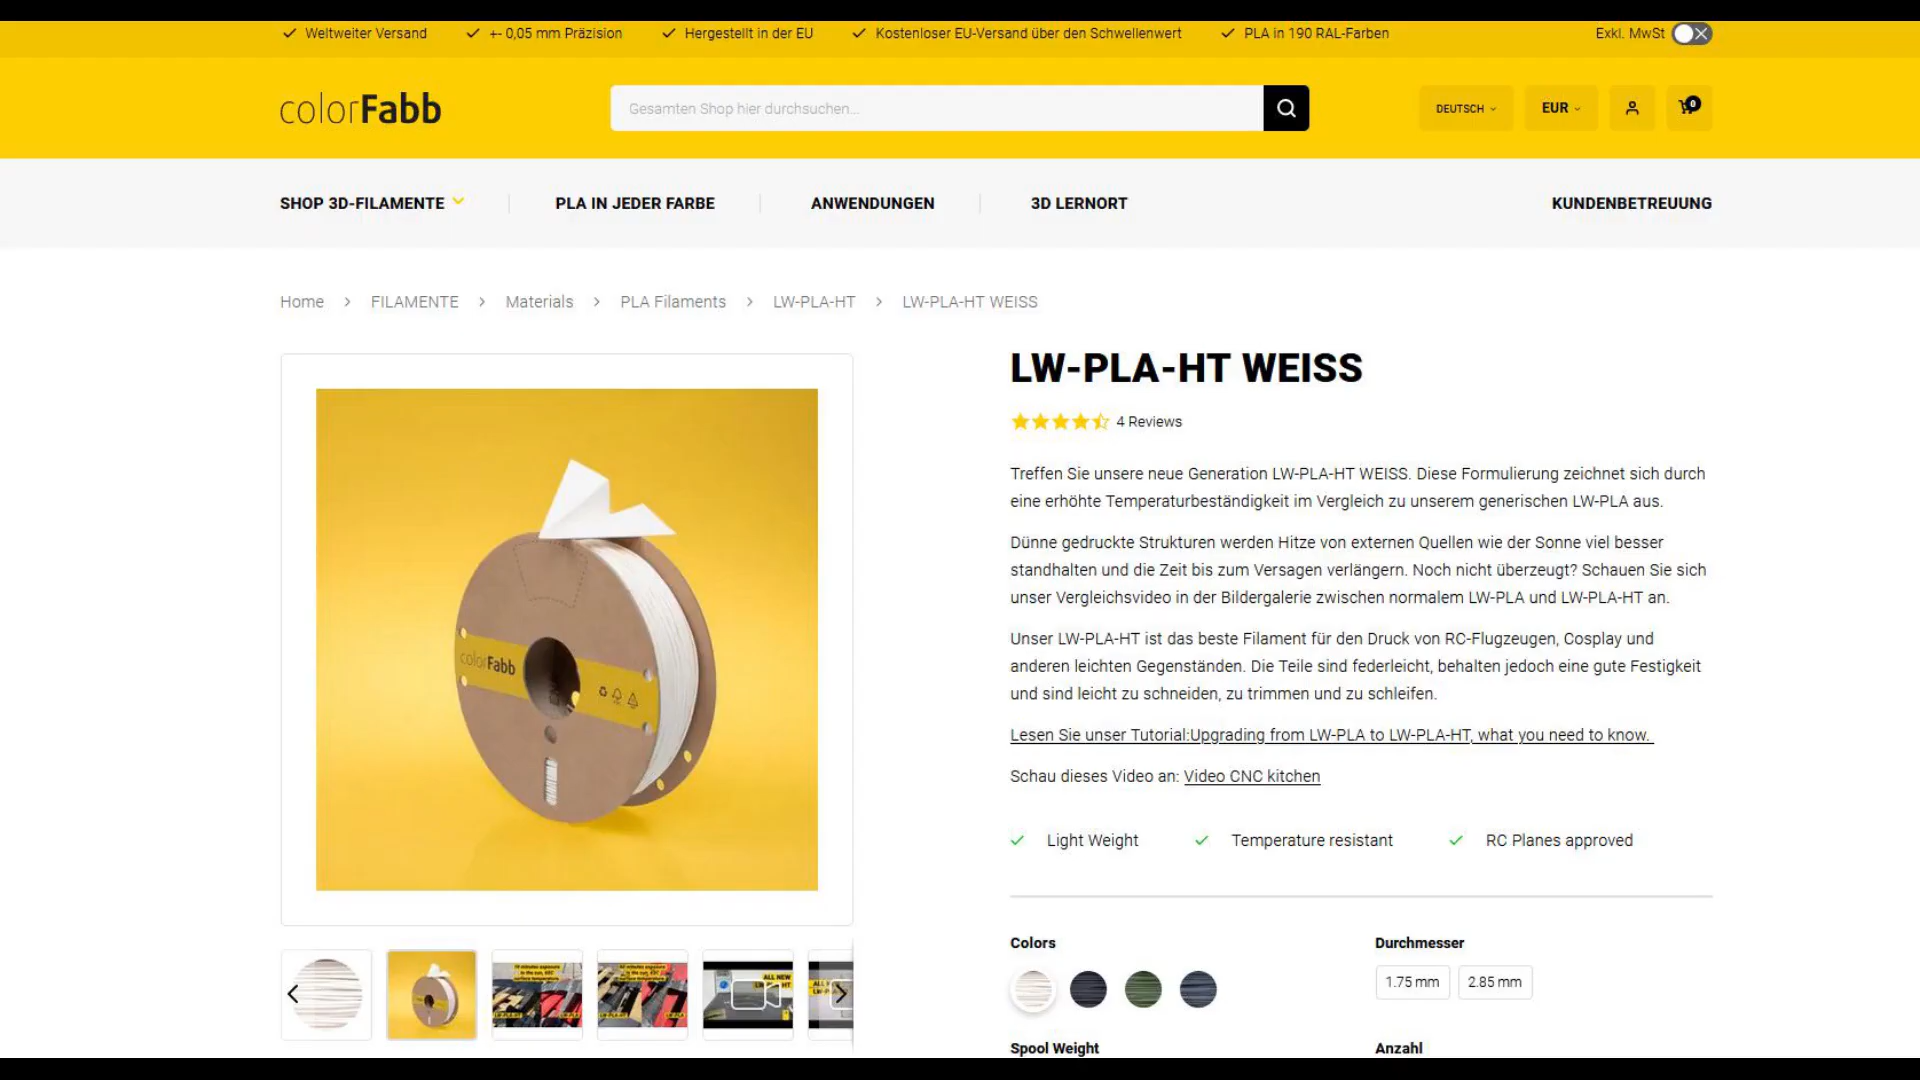 Weltweiter Versand
+- 0,05 mm Präzision
Hergestellt in der EU
Kostenloser EU-Versand über den Schwellenwert
PLA in 190 RAL-Farben
Exkl. MwSt
colorFabb
Gesamten Shop hier durchsuchen...
DEUTSCH
EUR
0
SHOP 3D-FILAMENTE
PLA IN JEDER FARBE
ANWENDUNGEN
3D LERNORT
KUNDENBETREUUNG
Home > FILAMENTE > Materials > PLA Filaments > LW-PLA-HT > LW-PLA-HT WEISS
LW-PLA-HT WEISS
4 Reviews
Treffen Sie unsere neue Generation LW-PLA-HT WEISS. Diese Formulierung zeichnet sich durch
eine erhöhte Temperaturbeständigkeit im Vergleich zu unserem generischen LW-PLA aus.
Dünne gedruckte Strukturen werden Hitze von externen Quellen wie der Sonne viel besser
standhalten und die Zeit bis zum Versagen verlängern. Noch nicht überzeugt? Schauen Sie sich
unser Vergleichsvideo in der Bildergalerie zwischen normalem LW-PLA und LW-PLA-HT an.
Unser LW-PLA-HT ist das beste Filament für den Druck von RC-Flugzeugen, Cosplay und
anderen leichten Gegenständen. Die Teile sind federleicht, behalten jedoch eine gute Festigkeit
und sind leicht zu schneiden, zu trimmen und zu schleifen.
Lesen Sie unser Tutorial:Upgrading from LW-PLA to LW-PLA-HT, what you need to know.
Schau dieses Video an: Video CNC kitchen
Light Weight
Temperature resistant
RC Planes approved
colorFabb
Colors
Durchmesser
1.75 mm
2.85 mm
Spool Weight
Anzahl
ALL NEW